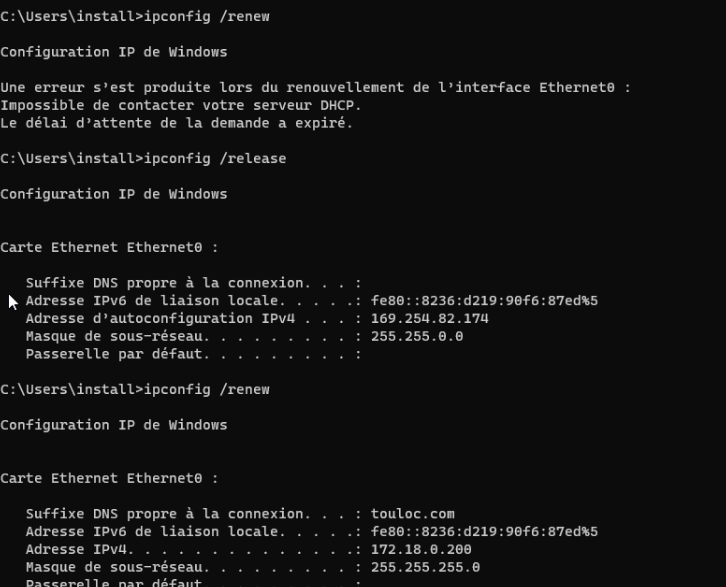 C:\Users\install>ipconfig /renew
Configuration IP de Windows
Une erreur s'est produite lors du renouvellement de l'interface Ethernet0 :
Impossible de contacter votre serveur DHCP.
Le délai d'attente de la demande a expiré.
C:\Users\install>ipconfig /release
Configuration IP de Windows
Carte Ethernet Ethernet0 :
Suffixe DNS propre à la connexion. . . :
Adresse IPv6 de liaison locale. . . . .: fe80::8236:d219:90f6:87ed%5
Adresse d'autoconfiguration IPv4 . . . : 169.254.82.174
Masque de sous-réseau. . . . . . . . . : 255.255.0.0
Passerelle par défaut. . . . . . . . . :
C:\Users\install>ipconfig /renew
Configuration IP de Windows
Carte Ethernet Ethernet0 :
Suffixe DNS propre à la connexion. . . : touloc.com
Adresse IPv6 de liaison locale. . . . .: fe80::8236:d219:90f6:87ed%5
Adresse IPv4. . . . . . . . . . . . . .: 172.18.0.200
Masque de sous-réseau. . . . . . . . . : 255.255.255.0
Passerelle par défaut. . . . . . . . . :